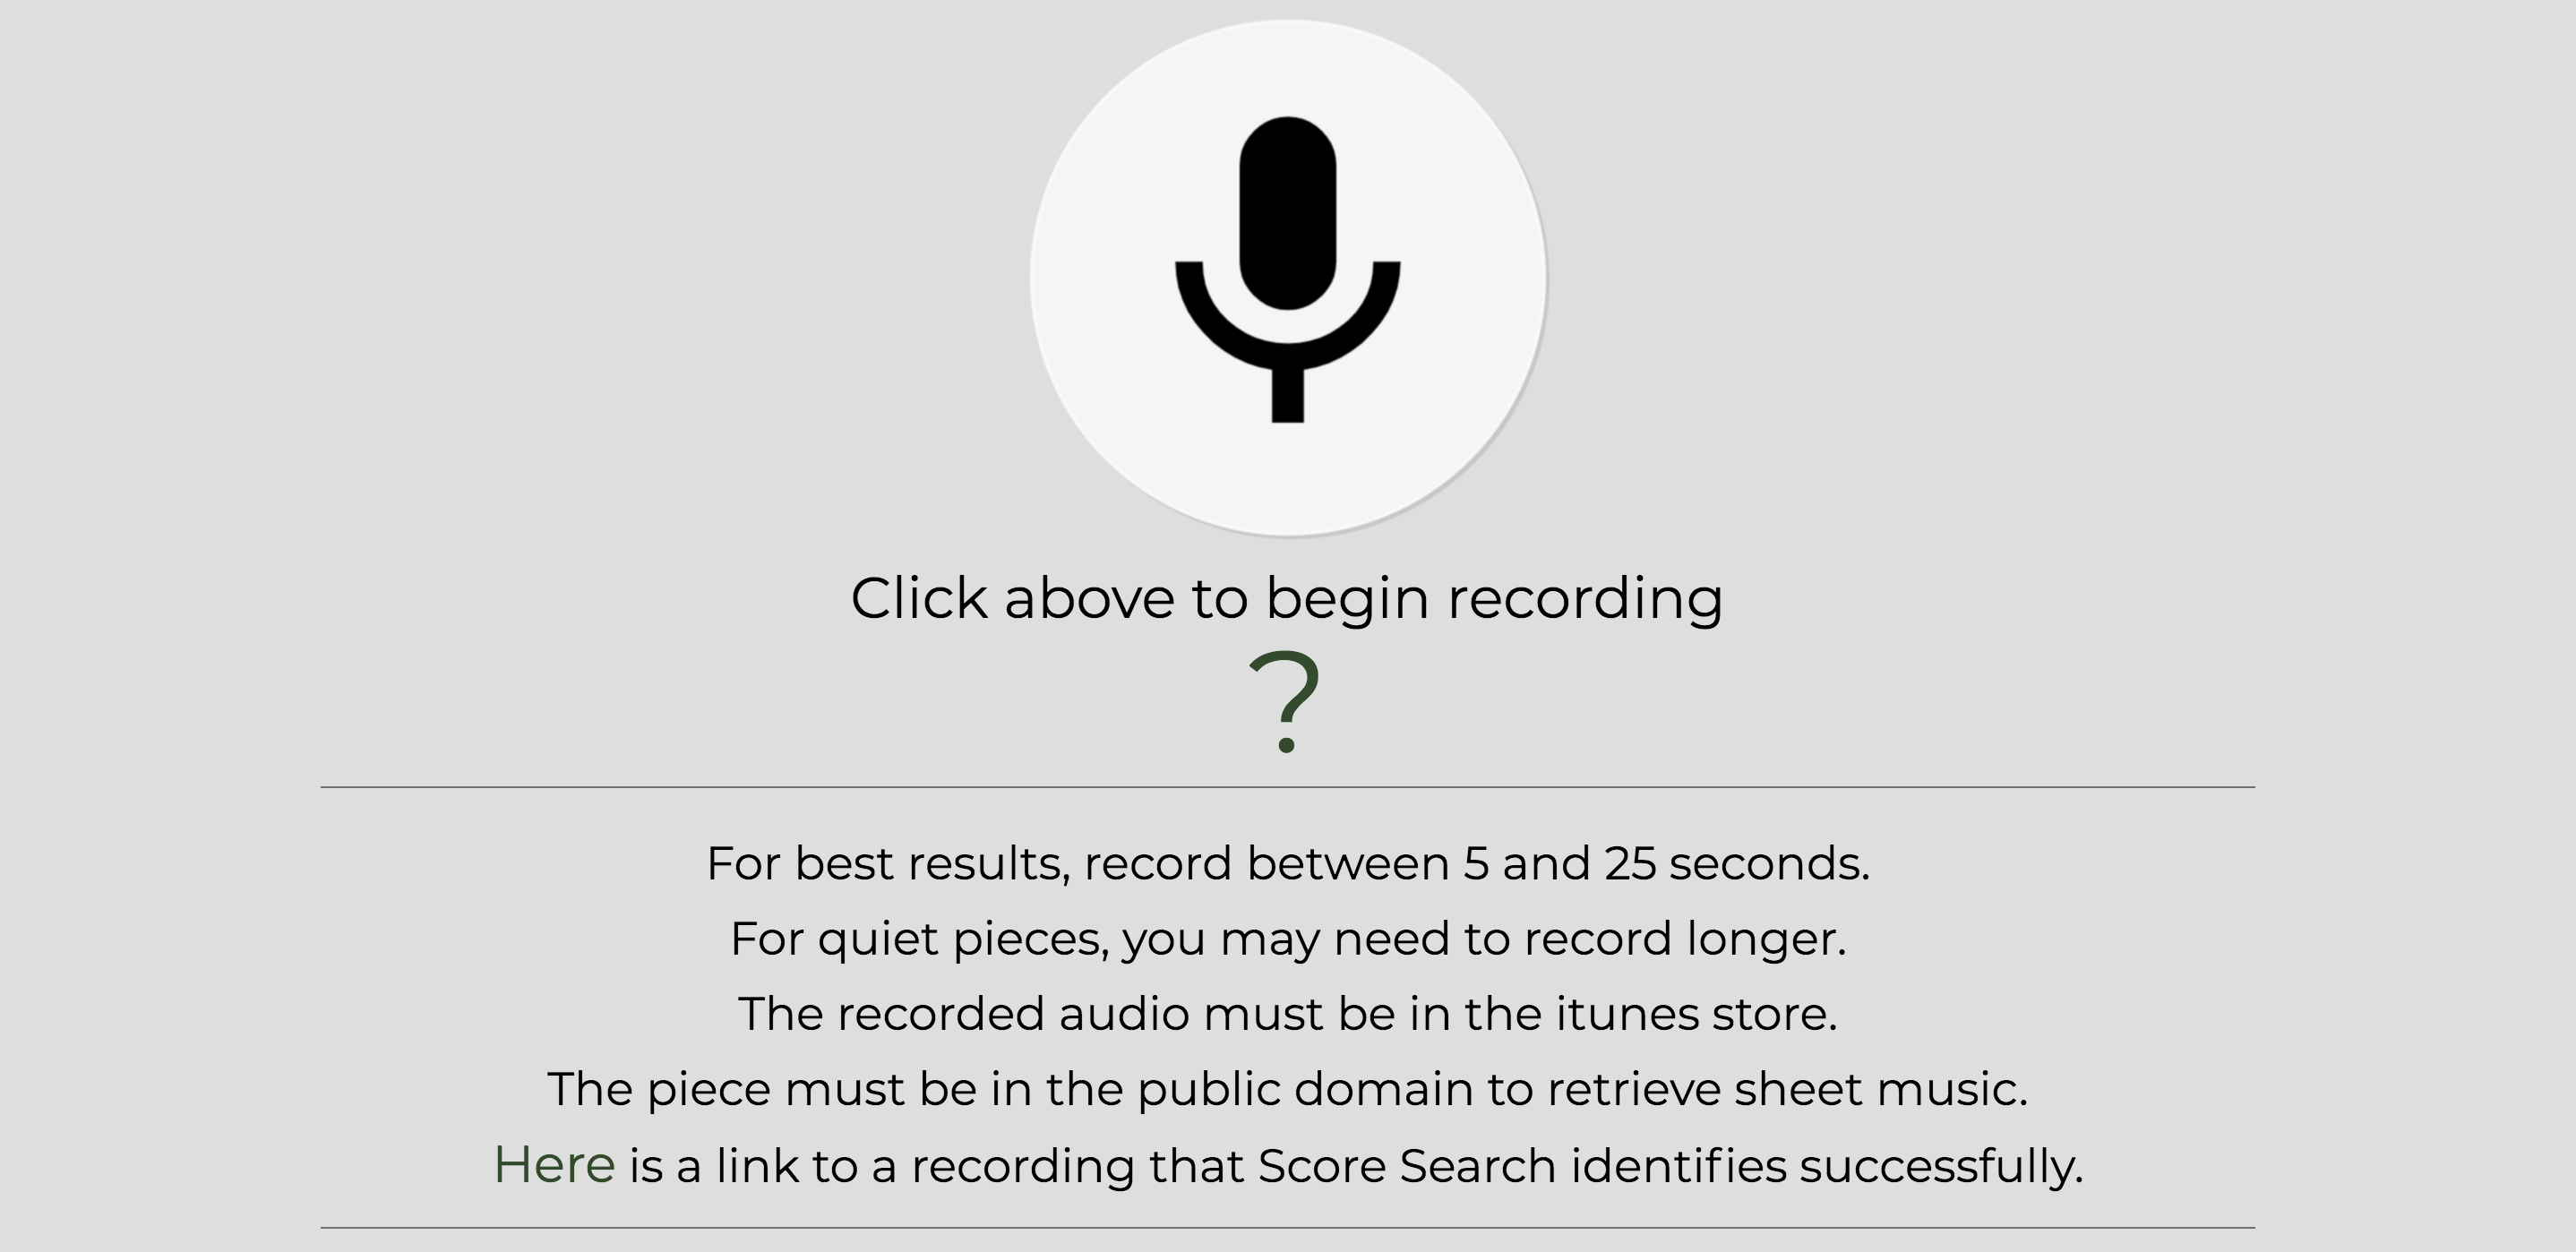 Click above to begin recording
?
For best results, record between 5 and 25 seconds.
For quiet pieces, you may need to record longer.
The recorded audio must be in the itunes store.
The piece must be in the public domain to retrieve sheet music.
Here is a link to a recording that Score Search identifies successfully.